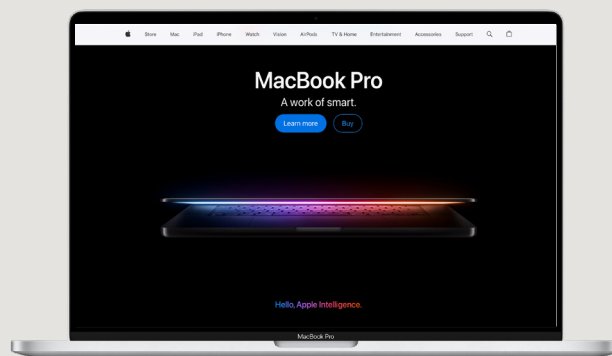 Store Mac iPad iPhone Watch Vision AirPods TV & Home Entertainment Accessories Support
MacBook Pro
A work of smart.
Learn more Buy
Hello, Apple Intelligence.
MacBook Pro